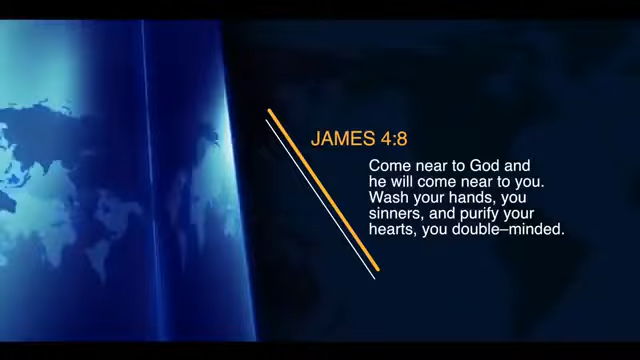 JAMES 4:8
Come near to God and
he will come near to you.
Wash your hands, you
sinners, and purify your
hearts, you double–minded.